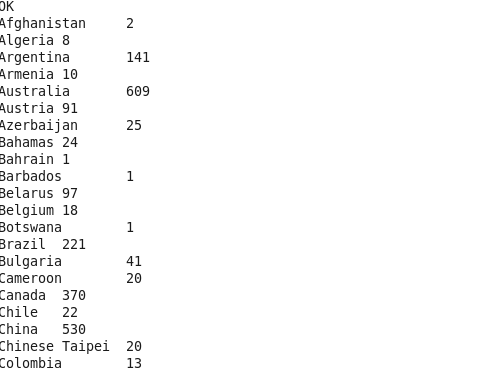 OK
Afghanistan 2
Algeria 8
Argentina 141
Armenia 10
Australia 609
Austria 91
Azerbaijan 25
Bahamas 24
Bahrain 1
Barbados 1
Belarus 97
Belgium 18
Botswana 1
Brazil 221
Bulgaria 41
Cameroon 20
Canada 370
Chile 22
China 530
Chinese Taipei 20
Colombia 13